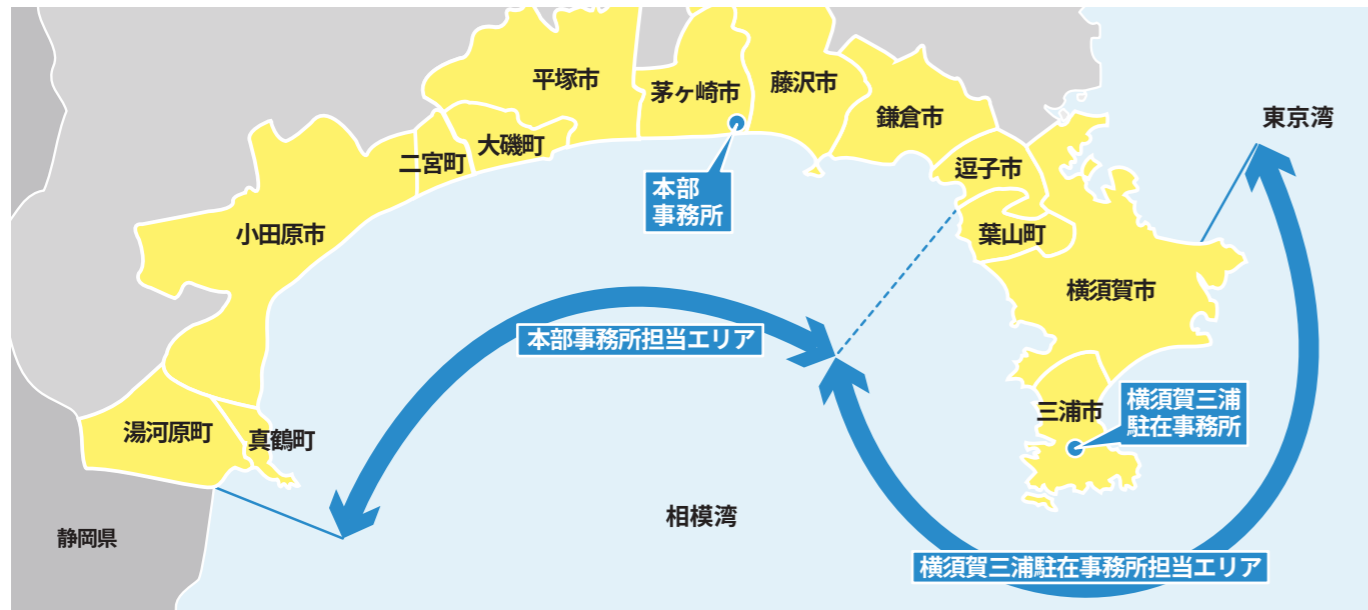 平塚市
茅ヶ崎市
藤沢市
鎌倉市
東京湾
二宮町
大磯町
逗子市
本部
事務所
葉山町
小田原市
横須賀市
本部事務所担当エリア
三浦市
横須賀三浦
駐在事務所
湯河原町
真鶴町
相模湾
静岡県
横須賀三浦駐在事務所担当エリア